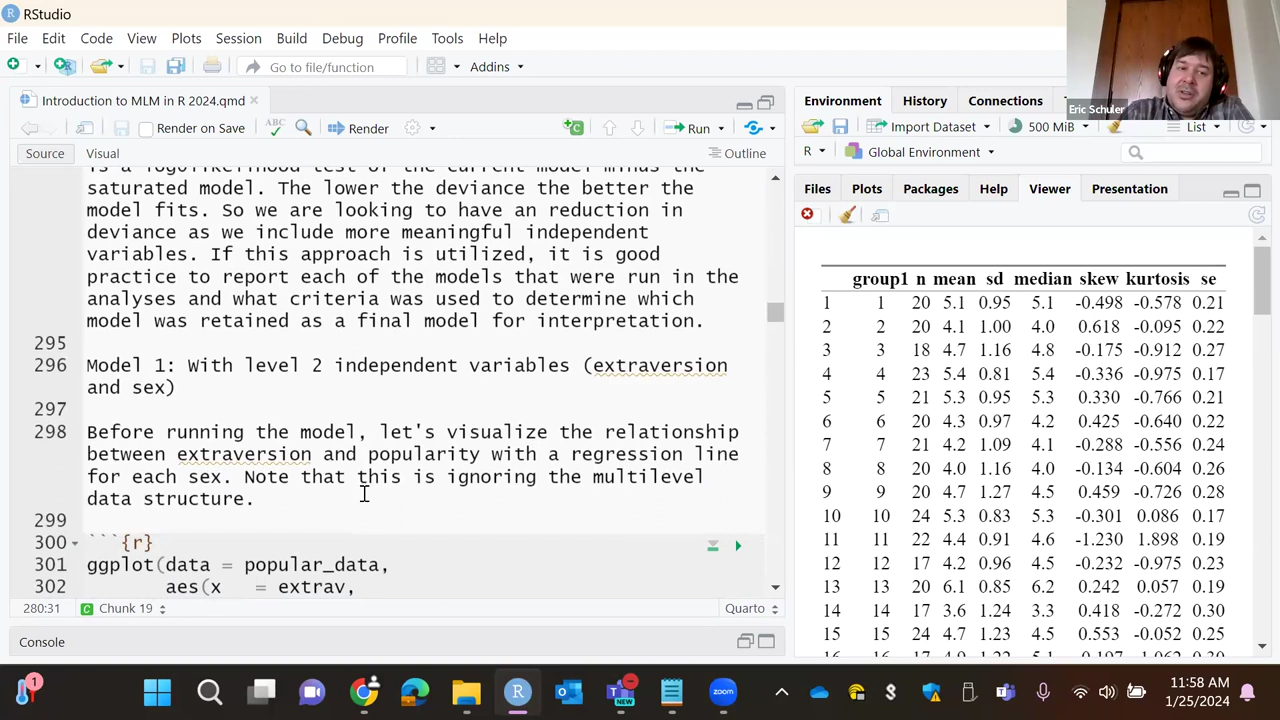 RStudio
File Edit Code View Plots Session Build Debug Profile Tools Help
Go to file/function
Addins
Eric Schuler
Introduction to MLM in R 2024.qmd
Render on Save
ABC
Render
Run
Source Visual
Outline
saturated model. The lower the deviance the better the
model fits. So we are looking to have an reduction in
deviance as we include more meaningful independent
variables. If this approach is utilized, it is good
practice to report each of the models that were run in the
analyses and what criteria was used to determine which
model was retained as a final model for interpretation.
295
296 Model 1: With level 2 independent variables (extraversion
and sex)
297
298 Before running the model, let's visualize the relationship
between extraversion and popularity with a regression line
for each sex. Note that this is ignoring the multilevel
data structure.
299
300 ```{r}
301 ggplot(data = popular_data,
302 aes(x = extrav,
280:31 Chunk 19 Quarto
Console
Environment History Connections
Import Dataset 500 MiB List
R Global Environment
Files Plots Packages Help Viewer Presentation
group1 n mean sd median skew kurtosis se
1 1 20 5.1 0.95 5.1 -0.498 -0.578 0.21
2 2 20 4.1 1.00 4.0 0.618 -0.095 0.22
3 3 18 4.7 1.16 4.8 -0.175 -0.912 0.27
4 4 23 5.4 0.81 5.4 -0.336 -0.975 0.17
5 5 21 5.3 0.95 5.3 0.330 -0.766 0.21
6 6 20 4.3 0.97 4.2 0.425 -0.640 0.22
7 7 21 4.2 1.09 4.1 -0.288 -0.556 0.24
8 8 20 4.0 1.16 4.0 -0.134 -0.604 0.26
9 9 20 4.7 1.27 4.5 0.459 -0.726 0.28
10 10 24 5.3 0.83 5.3 -0.301 0.086 0.17
11 11 22 4.4 0.91 4.6 -1.230 1.898 0.19
12 12 17 4.2 0.96 4.5 -0.232 -0.975 0.23
13 13 20 6.1 0.85 6.2 0.242 0.057 0.19
14 14 17 3.6 1.24 3.3 0.418 -0.272 0.30
15 15 24 4.7 1.23 4.5 0.553 -0.052 0.25
1
NEW
zoom
11:58 AM
1/25/2024